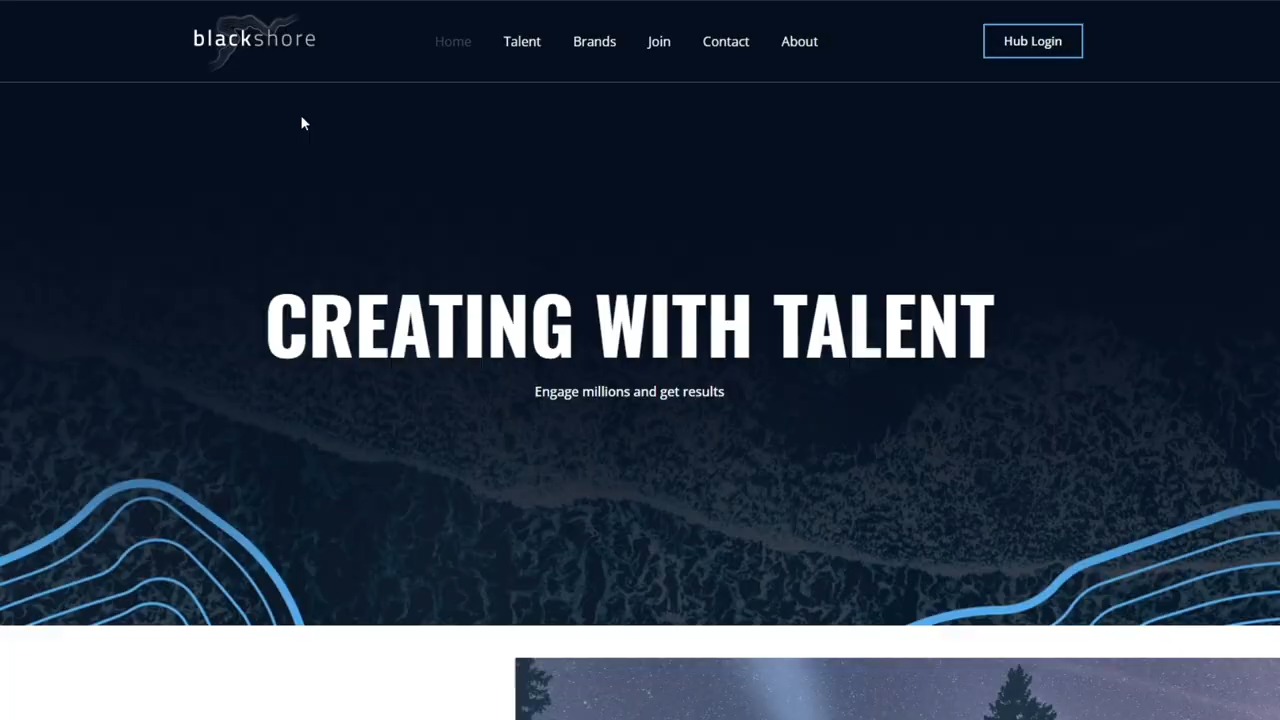 blackshore
Home Talent Brands Join Contact About
Hub Login
CREATING WITH TALENT
Engage millions and get results